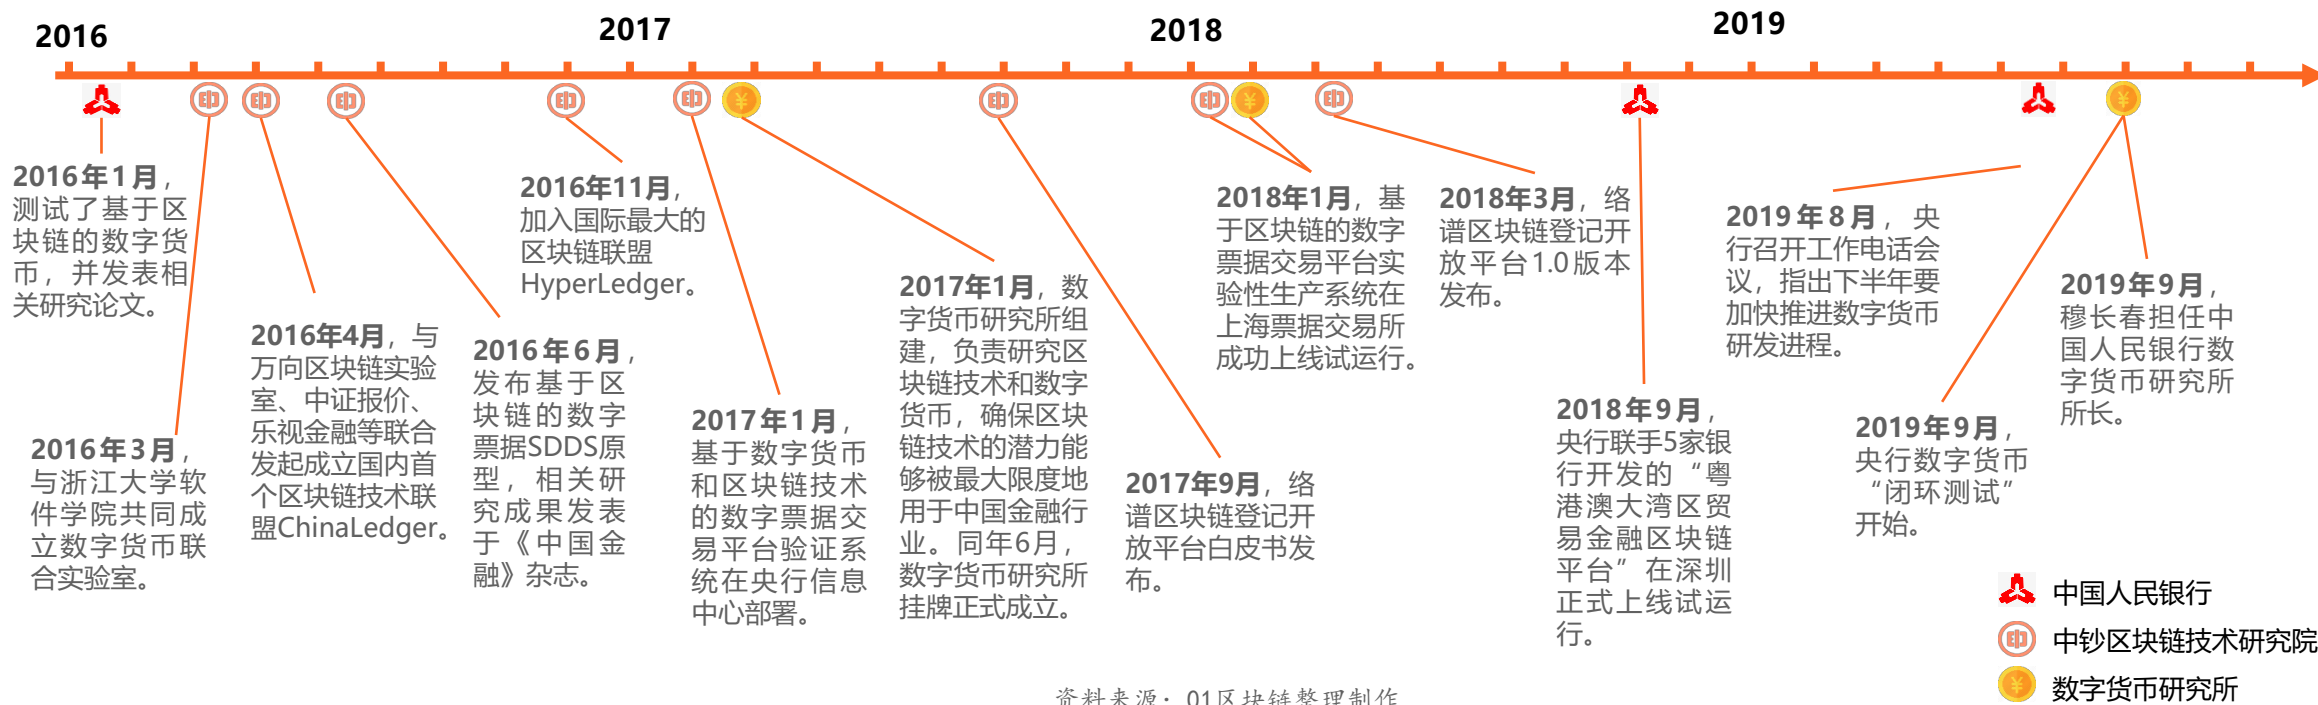 2016
2017
2018
2019
2016年1月，
测试了基于区
块链的数字货
币，并发表相
关研究论文。
2016年3月，
与浙江大学软
件学院共同成
立数字货币联
合实验室。
2016年4月，与
万向区块链实验
室、中证报价、
乐视金融等联合
发起成立国内首
个区块链技术联
盟ChinaLedger。
2016年6月，
发布基于区
块链的数字
票据SDDS原
型，相关研
究成果发表
于《中国金
融》杂志。
2016年11月，
加入国际最大的
区块链联盟
HyperLedger。
2017年1月，
基于数字货币
和区块链技术
的数字票据交
易平台验证系
统在央行信息
中心部署。
2017年1月，数
字货币研究所组
建，负责研究区
块链技术和数字
货币，确保区块
链技术的潜力能
够被最大限度地
用于中国金融行
业。同年6月，
数字货币研究所
挂牌正式成立。
2017年9月，络
谱区块链登记开
放平台白皮书发
布。
2018年1月，基
于区块链的数字
票据交易平台实
验性生产系统在
上海票据交易所
成功上线试运行。
2018年3月，络
谱区块链登记开
放平台1.0版本
发布。
2018年9月，
央行联手5家银
行开发的“粤
港澳大湾区贸
易金融区块链
平台”在深圳
正式上线试运
行。
2019年8月，央
行召开工作电话会
议，指出下半年要
加快推进数字货币
研发进程。
2019年9月，
央行数字货币
“闭环测试”
开始。
2019年9月，
穆长春担任中
国人民银行数
字货币研究所
所长。
中国人民银行
中钞区块链技术研究院
数字货币研究所
资料来源：01区块链整理制作